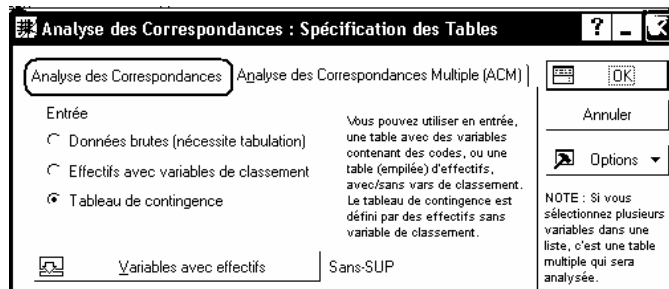 Analyse des Correspondances : Spécification des Tables
Analyse des Correspondances
Analyse des Correspondances Multiple (ACM)
Entrée
Données brutes (nécessite tabulation)
Effectifs avec variables de classement
Tableau de contingence
Vous pouvez utiliser en entrée,
une table avec des variables
contenant des codes, ou une
table (empilée) d'effectifs,
avec/sans vars de classement.
Le tableau de contingence est
défini par des effectifs sans
variable de classement.
Variables avec effectifs
Sans-SUP
OK
Annuler
Options
NOTE : Si vous
sélectionnez plusieurs
variables dans une
liste, c'est une table
multiple qui sera
analysée.